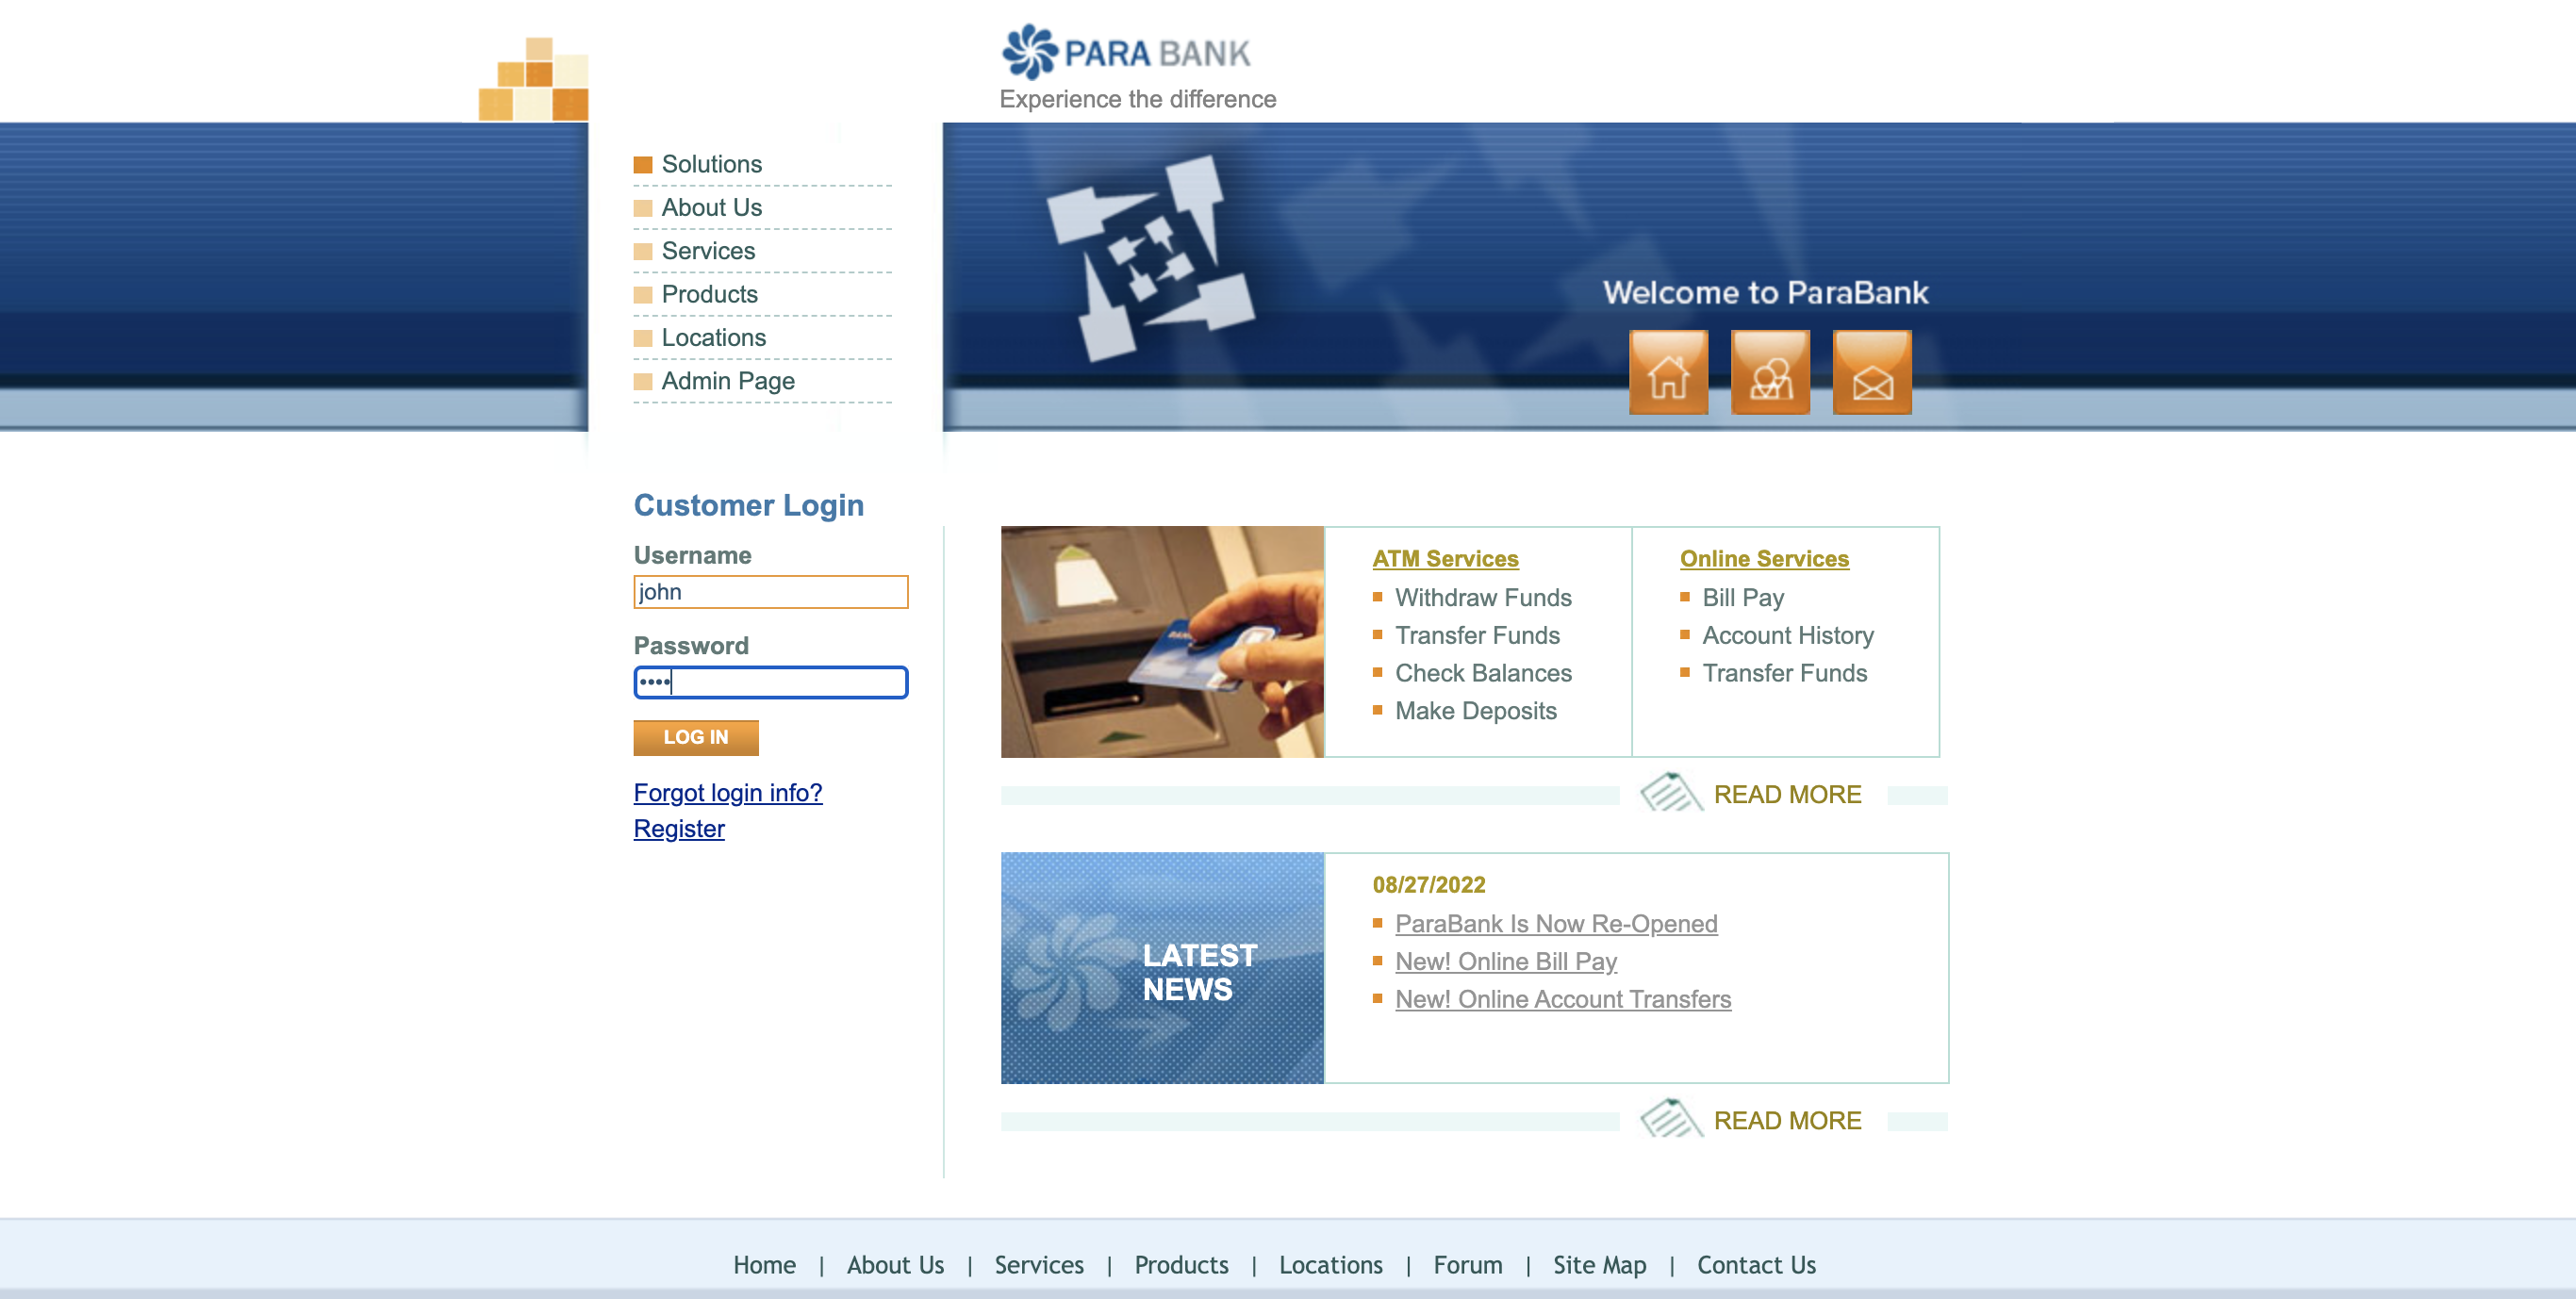 PARA BANK
Experience the difference
Solutions
About Us
Services
Products
Locations
Admin Page
Welcome to ParaBank
Customer Login
Username
john
Password
••••
LOG IN
Forgot login info?
Register
ATM Services
Withdraw Funds
Transfer Funds
Check Balances
Make Deposits
Online Services
Bill Pay
Account History
Transfer Funds
READ MORE
LATEST
NEWS
08/27/2022
ParaBank Is Now Re-Opened
New! Online Bill Pay
New! Online Account Transfers
READ MORE
Home | About Us | Services | Products | Locations | Forum | Site Map | Contact Us